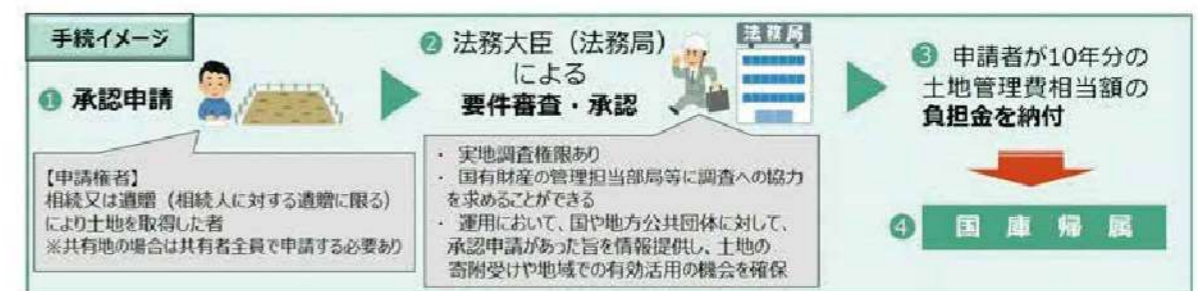 手続イメージ
① 承認申請
【申請権者】
相続又は遺贈（相続人に対する遺贈に限る）
により土地を取得した者
※共有地の場合は共有者全員で申請する必要あり
② 法務大臣（法務局）
による
要件審査・承認
法務局
・ 実地調査権限あり
・ 国有財産の管理担当部局等に調査への協力
を求めることができる
・ 運用において、国や地方公共団体に対して、
承認申請があった旨を情報提供し、土地の
寄附受けや地域での有効活用の機会を確保
③ 申請者が10年分の
土地管理費相当額の
負担金を納付
④ 国庫帰属